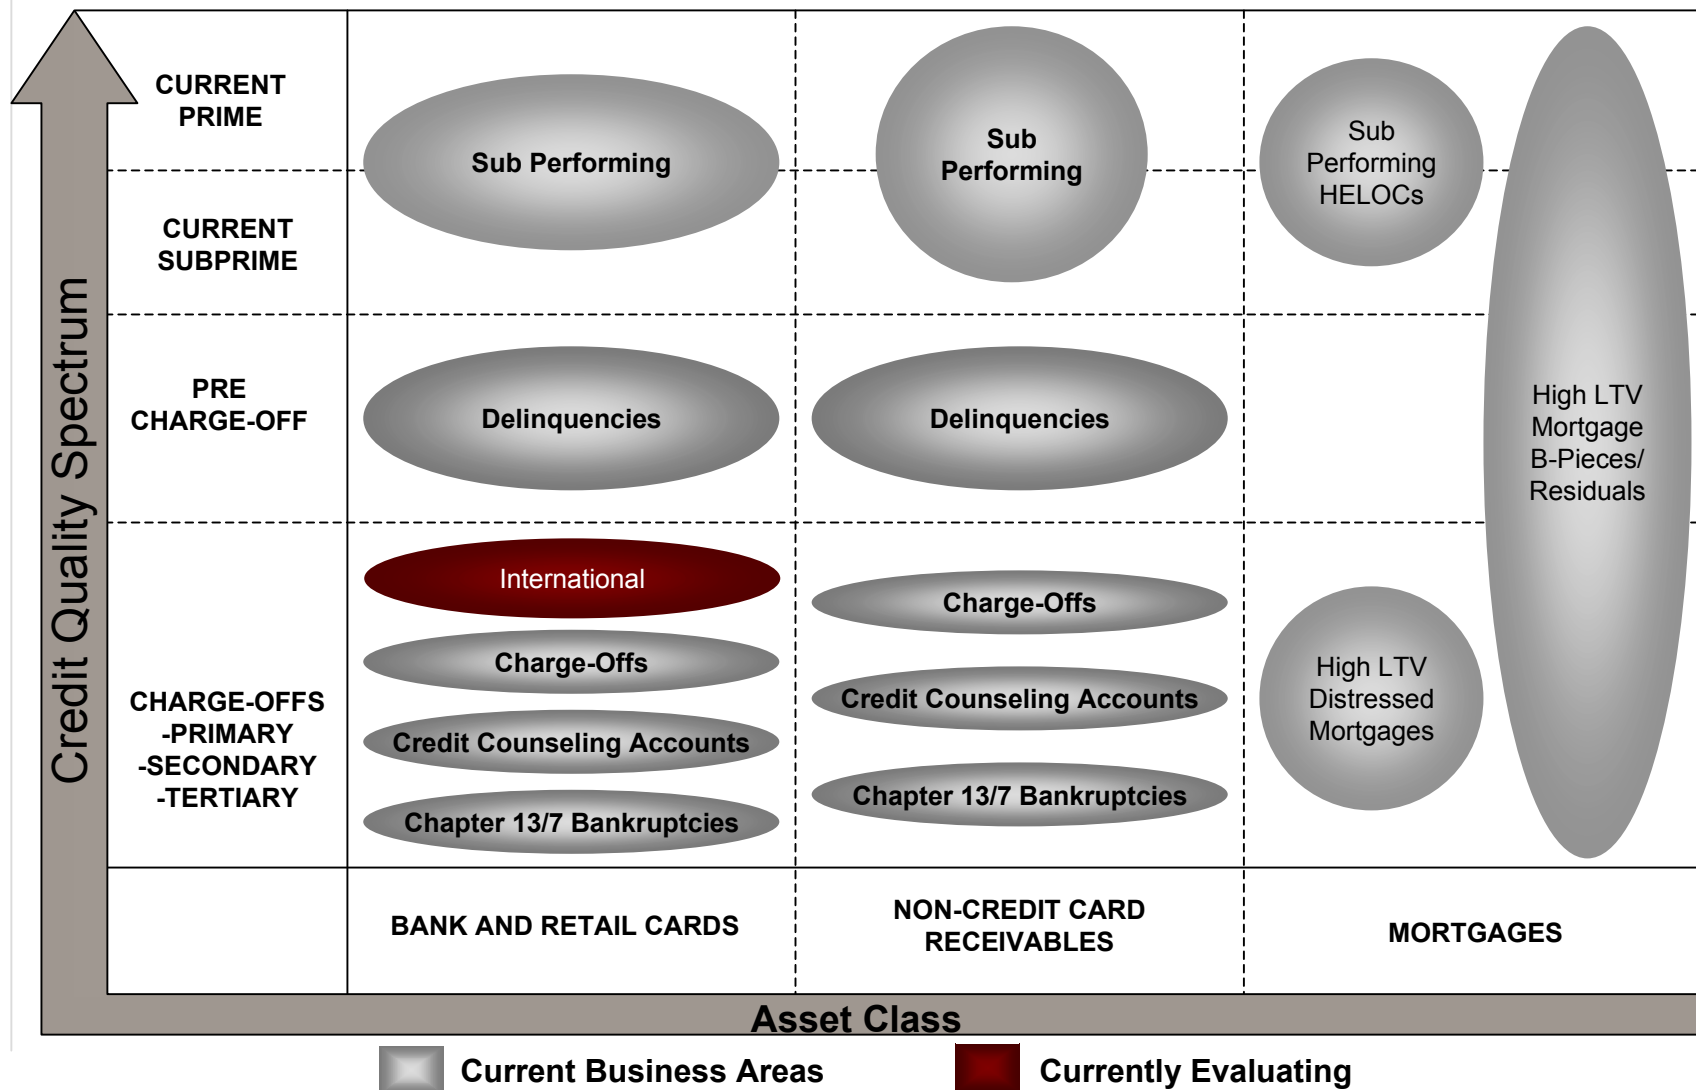 Credit Quality Spectrum
CURRENT
PRIME
Sub Performing
Sub
Performing
Sub
Performing
HELOCs
CURRENT
SUBPRIME
PRE
CHARGE-OFF
Delinquencies
Delinquencies
High LTV
Mortgage
B-Pieces/
Residuals
CHARGE-OFFS
-PRIMARY
-SECONDARY
-TERTIARY
International
Charge-Offs
Credit Counseling Accounts
Chapter 13/7 Bankruptcies
Charge-Offs
Credit Counseling Accounts
Chapter 13/7 Bankruptcies
High LTV
Distressed
Mortgages
BANK AND RETAIL CARDS
NON-CREDIT CARD
RECEIVABLES
MORTGAGES
Asset Class
Current Business Areas
Currently Evaluating